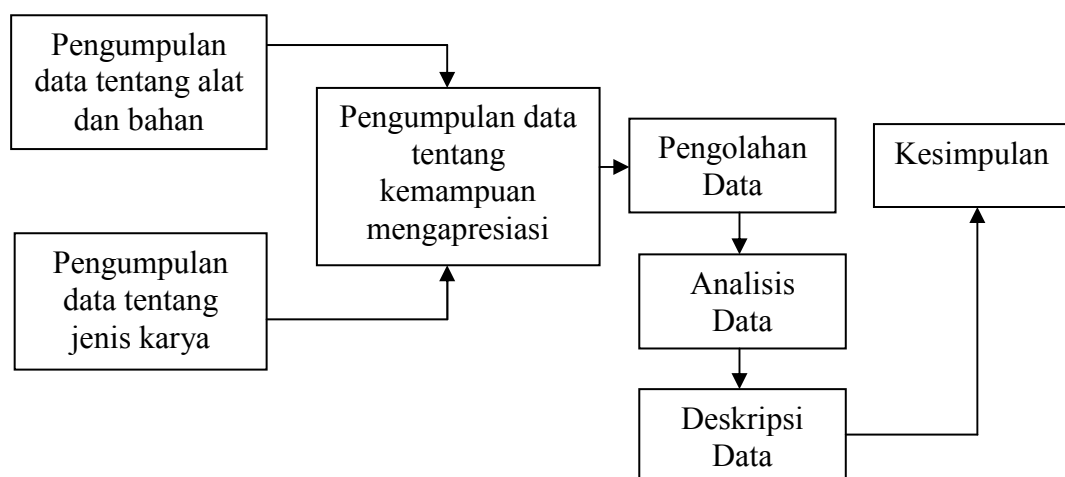 Pengumpulan
data tentang alat
dan bahan
Pengumpulan
data tentang
jenis karya
Pengumpulan data
tentang
kemampuan
mengapresiasi
Pengolahan
Data
Analisis
Data
Deskripsi
Data
Kesimpulan